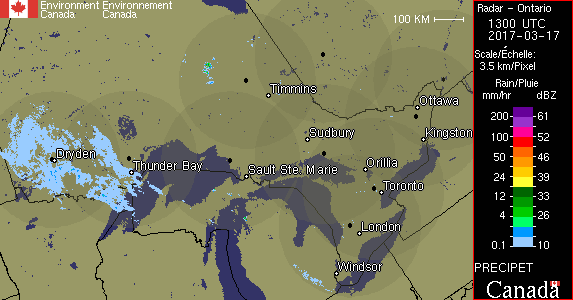 Environment Environnement
Canada Canada
100 KM
Radar - Ontario
1300 UTC
2017-03-17
Scale/Échelle:
3.5 km/Pixel
Rain/Pluie
mm/hr dBZ
200 61
100 52
50 46
24 39
12 33
4 26
0.1 10
PRECIPET
Canada
Timmins
Ottawa
Sudbury
Kingston
Dryden
Thunder Bay
Sault Ste. Marie
Orillia
Toronto
London
Windsor